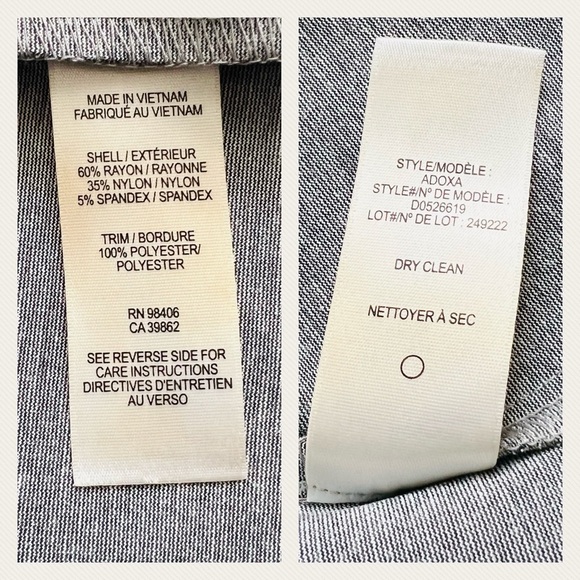 MADE IN VIETNAM
FABRIQUÉ AU VIETNAM
SHELL / EXTÉRIEUR
60% RAYON / RAYONNE
35% NYLON / NYLON
5% SPANDEX / SPANDEX
TRIM / BORDURE
100% POLYESTER/
POLYESTER
RN 98406
CA 39862
SEE REVERSE SIDE FOR
CARE INSTRUCTIONS
DIRECTIVES D'ENTRETIEN
AU VERSO
STYLE/MODÈLE :
ADOXA
STYLE#/Nº DE MODÈLE :
D0526619
LOT#/Nº DE LOT : 249222
DRY CLEAN
NETTOYER À SEC